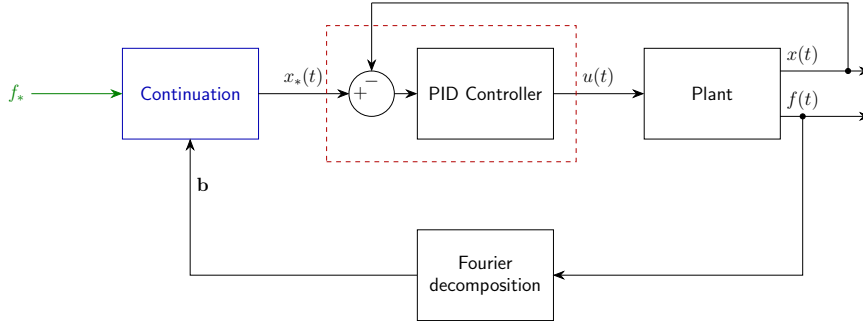 x(t)
f_*
Continuation
x_*(t)
+
−
PID Controller
u(t)
Plant
f(t)
b
Fourier
decomposition